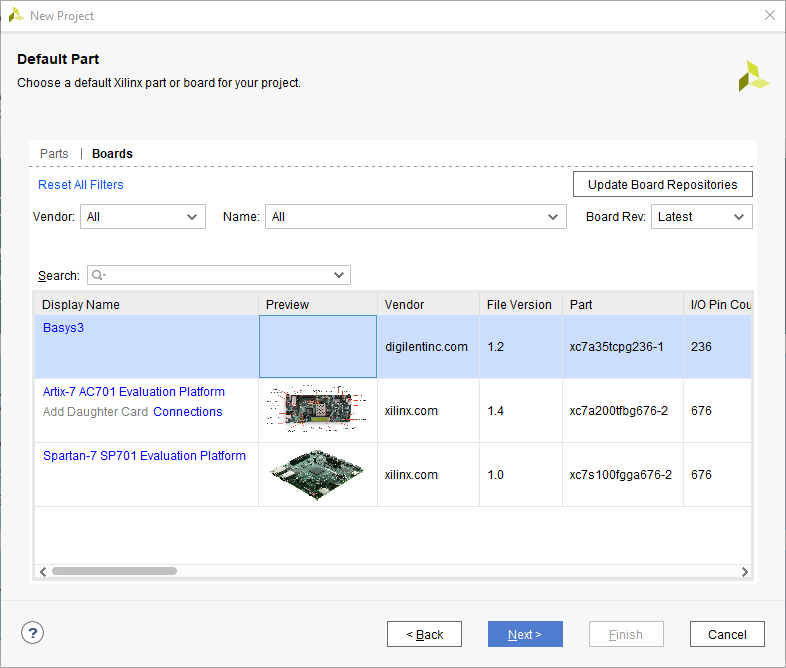 New Project
Default Part
Choose a default Xilinx part or board for your project.
Parts | Boards
Reset All Filters
Update Board Repositories
Vendor: All Name: All Board Rev: Latest
Search:
Display Name Preview Vendor File Version Part I/O Pin Cou
Basys3 digilentinc.com 1.2 xc7a35tcpg236-1 236
Artix-7 AC701 Evaluation Platform
Add Daughter Card Connections xilinx.com 1.4 xc7a200tfbg676-2 676
Spartan-7 SP701 Evaluation Platform xilinx.com 1.0 xc7s100fgga676-2 676
? < Back Next > Finish Cancel